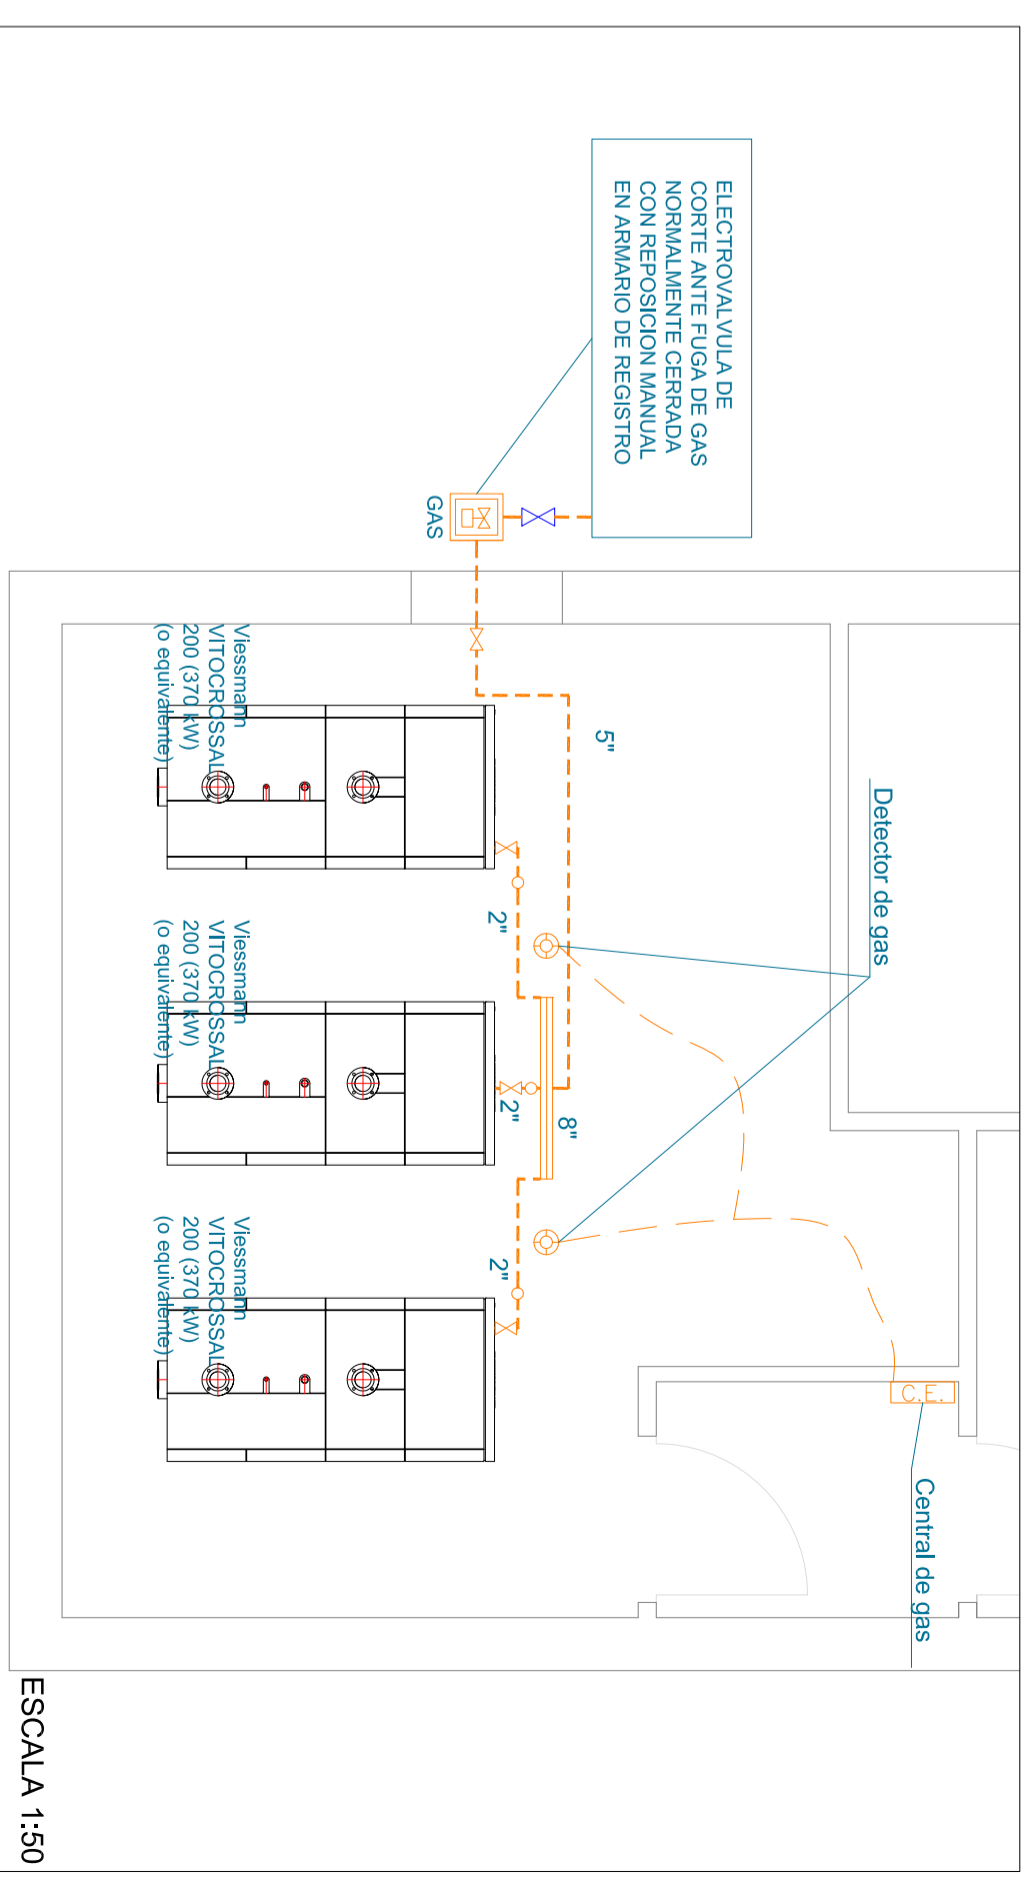 ELECTROVALVULA DE
CORTE ANTE FUGA DE GAS
NORMALMENTE CERRADA
CON REPOSICION MANUAL
EN ARMARIO DE REGISTRO
GAS
5"
Detector de gas
Viessmann
VITOCROSSAL
200 (370 kW)
(o equivalente)
2"
Viessmann
VITOCROSSAL
200 (370 kW)
(o equivalente)
2"
8"
Viessmann
VITOCROSSAL
200 (370 kW)
(o equivalente)
2"
C.E.
Central de gas
ESCALA 1:50